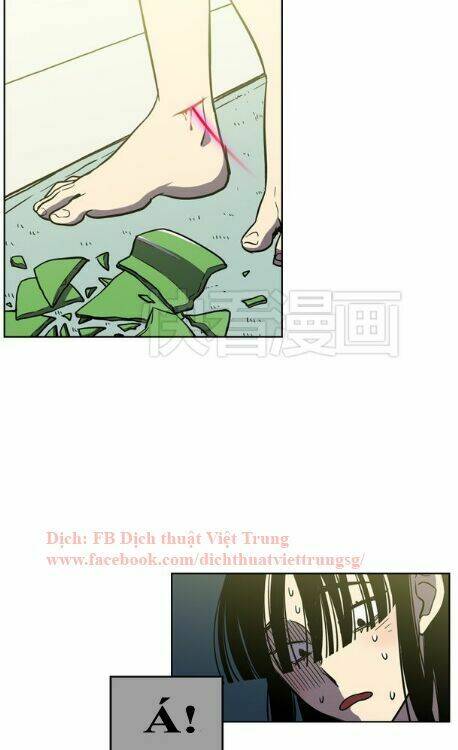 快看漫画
Dịch: FB Dịch thuật Việt Trung
www.facebook.com/dichthuatviettrungsg/
Á!